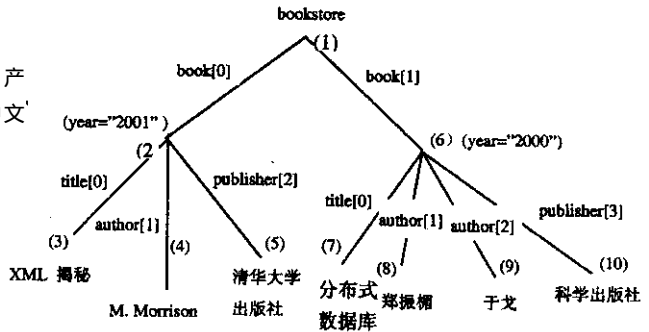 bookstore
(1)
book[0]
book[1]
产
文
(year="2001")
(2
(6) (year="2000")
title[0]
author[1]
publisher[2]
title[0]
author[1]
author[2]
publisher[3]
(3)
(4)
(5)
(7)
(8)
(9)
(10)
XML 揭秘
M. Morrison
清华大学
出版社
分布式
数据库
郑振楣
于戈
科学出版社